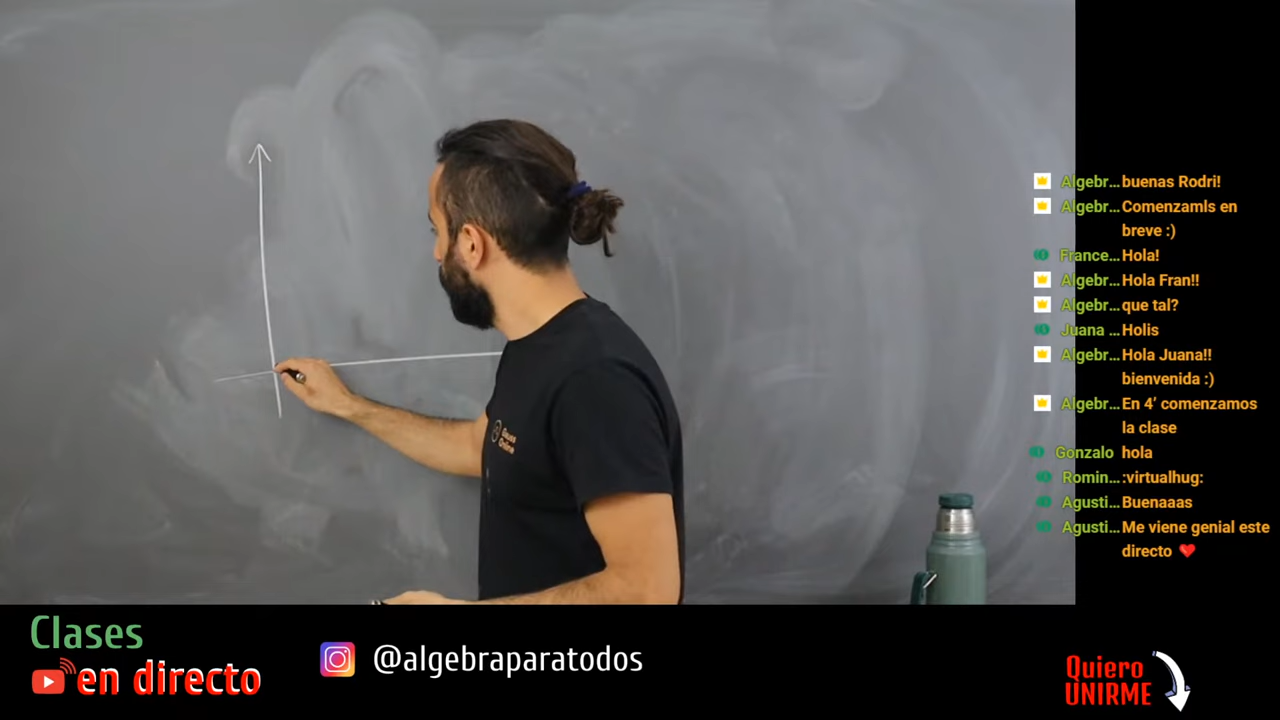 Algebr... buenas Rodri!
Algebr... Comenzamls en
breve :)
France... Hola!
Algebr... Hola Fran!!
Algebr... que tal?
Juana ... Holis
Algebr... Hola Juana!!
bienvenida :)
Algebr... En 4' comenzamos
la clase
Gonzalo hola
Romin... :virtualhug:
Agusti... Buenaaas
Agusti... Me viene genial este
directo ❤️
Clases
en directo
@algebraparatodos
Quiero
UNIRME